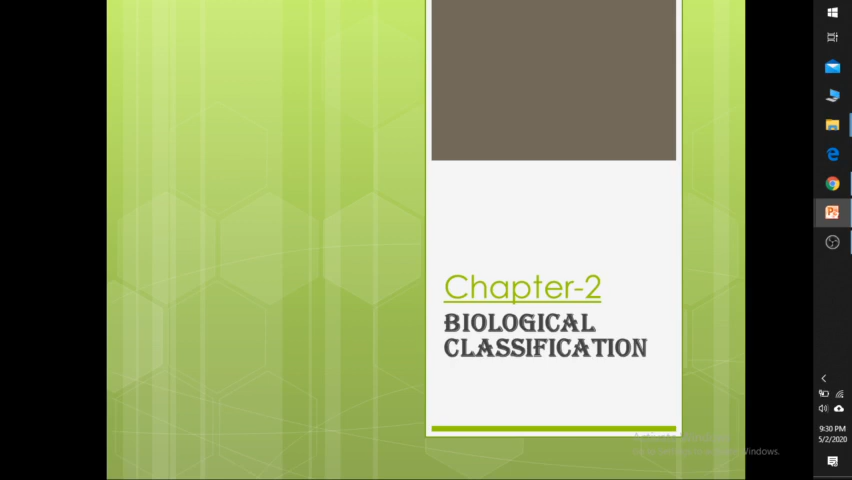 Chapter-2
BIOLOGICAL
CLASSIFICATION
9:30 PM
5/2/2020